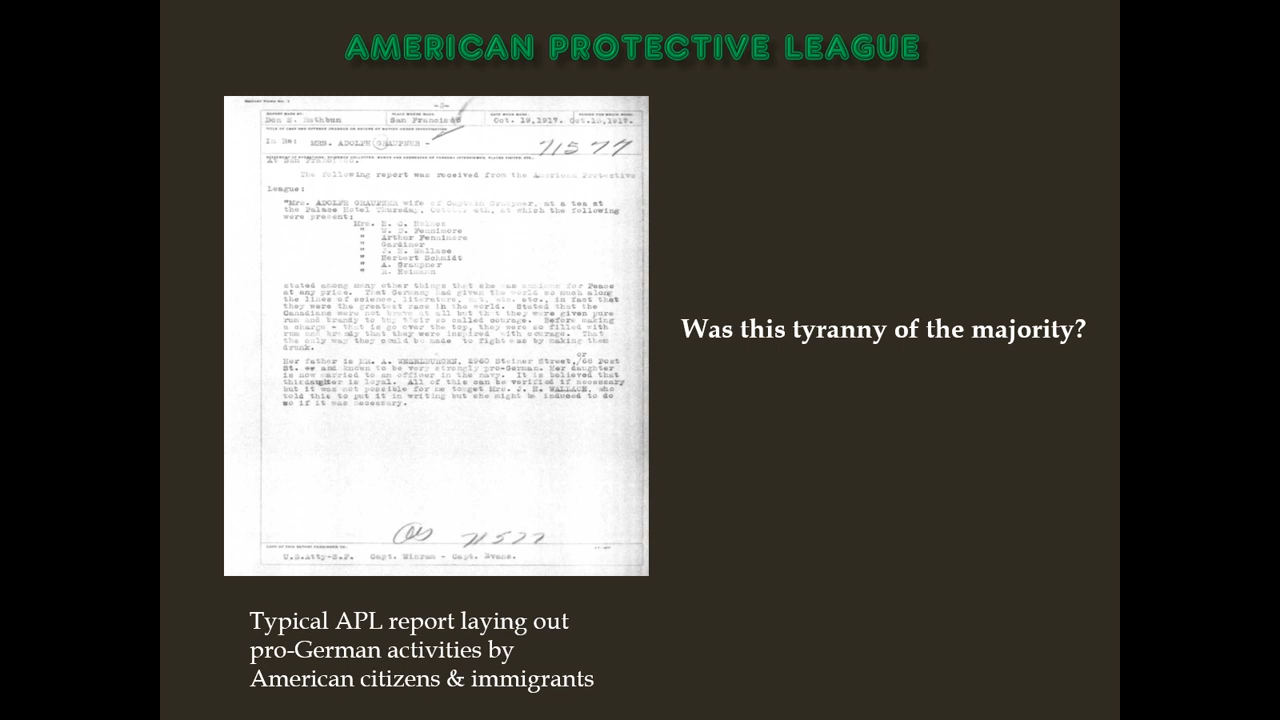 AMERICAN PROTECTIVE LEAGUE
-3-
Don S. Rathbun
San Francisco
Oct. 19,1917. Oct.13,1917.
In Re: MRS. ADOLPH GRAUPNER -
71577
At San Francisco.
The following report was received from the American Protective
League:
"Mrs. ADOLPH GRAUPNER wife of Captain Graupner, at a tea at
the Palace Hotel Thursday, October 4th, at which the following
were present:
Mrs. E. C.
" W. D. Fennimore
" Arthur Fennimore
" Gardiner
" J. H. Wallace
" Herbert Schmidt
" A. Graupner
" R.
stated among many other things that she was anxious for Peace
at any price. That Germany had given the world so much along
the lines of science, literature, art, etc. etc., in fact that
they were the greatest race in the world. Stated that the
Canadians were not brave at all but that they were given pure
rum and brandy to buy their so called courage. Before making
a charge - that is go over the top, they were so filled with
rum and brandy that they were inspired with courage. That
the only way they could be made to fight was by making them
drunk.
or
Her father is MR. A. 2960 Steiner Street,/66 Post
St. or and known to be very strongly pro-German. Her daughter
is now married to an officer in the navy. It is believed that
this daughter is loyal. All of this can be verified if necessary
but it was not possible for me toget Mrs. J. H. WALLACE, who
told this to put it in writing but she might be induced to do
so if it was necessary.
71577
U.S.Atty-S.F. Capt. - Capt. Evans.
Was this tyranny of the majority?
Typical APL report laying out
pro-German activities by
American citizens & immigrants